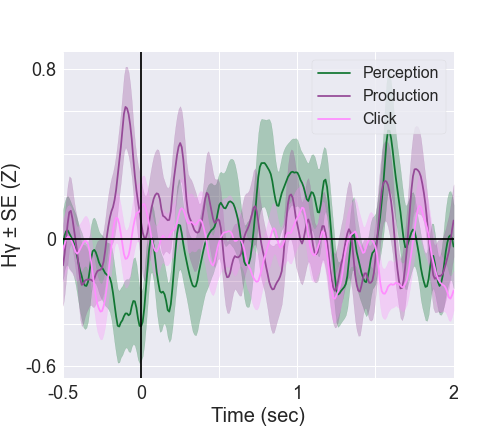 Hγ ± SE (Z)
0.8
0
-0.6
Perception
Production
Click
-0.5
0
1
2
Time (sec)